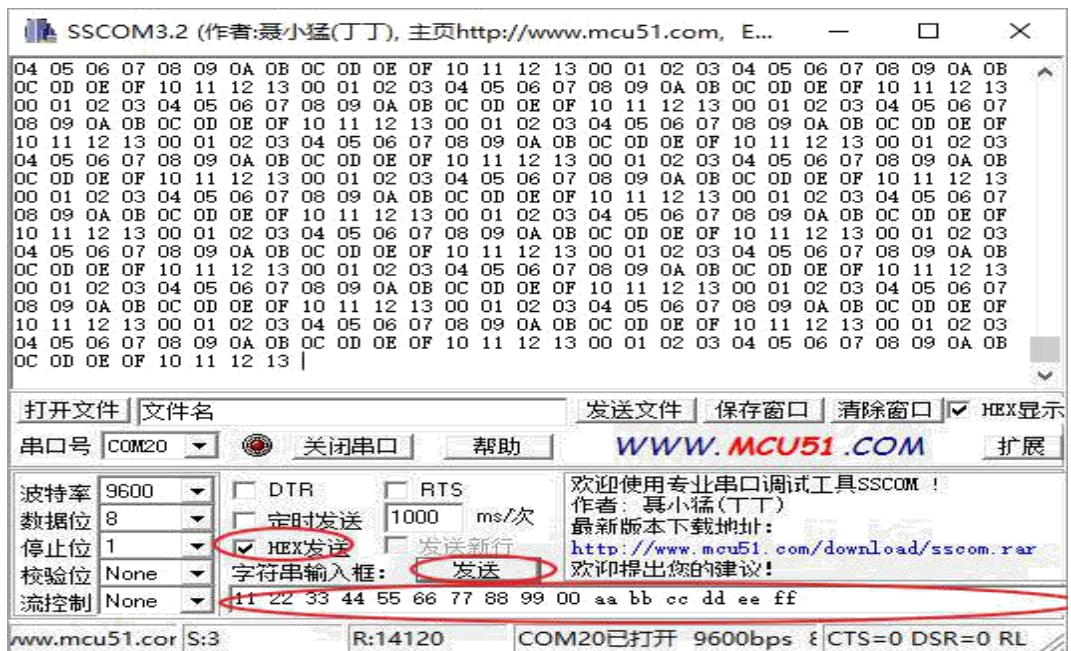 SSCOM3.2 (作者:聂小猛(丁丁), 主页http://www.mcu51.com, E...
04 05 06 07 08 09 0A 0B 0C 0D 0E 0F 10 11 12 13 00 01 02 03 04 05 06 07 08 09 0A 0B
0C 0D 0E 0F 10 11 12 13 00 01 02 03 04 05 06 07 08 09 0A 0B 0C 0D 0E 0F 10 11 12 13
00 01 02 03 04 05 06 07 08 09 0A 0B 0C 0D 0E 0F 10 11 12 13 00 01 02 03 04 05 06 07
08 09 0A 0B 0C 0D 0E 0F 10 11 12 13 00 01 02 03 04 05 06 07 08 09 0A 0B 0C 0D 0E 0F
10 11 12 13 00 01 02 03 04 05 06 07 08 09 0A 0B 0C 0D 0E 0F 10 11 12 13 00 01 02 03
04 05 06 07 08 09 0A 0B 0C 0D 0E 0F 10 11 12 13 00 01 02 03 04 05 06 07 08 09 0A 0B
0C 0D 0E 0F 10 11 12 13 00 01 02 03 04 05 06 07 08 09 0A 0B 0C 0D 0E 0F 10 11 12 13
00 01 02 03 04 05 06 07 08 09 0A 0B 0C 0D 0E 0F 10 11 12 13 00 01 02 03 04 05 06 07
08 09 0A 0B 0C 0D 0E 0F 10 11 12 13 00 01 02 03 04 05 06 07 08 09 0A 0B 0C 0D 0E 0F
10 11 12 13 00 01 02 03 04 05 06 07 08 09 0A 0B 0C 0D 0E 0F 10 11 12 13 00 01 02 03
04 05 06 07 08 09 0A 0B 0C 0D 0E 0F 10 11 12 13 00 01 02 03 04 05 06 07 08 09 0A 0B
0C 0D 0E 0F 10 11 12 13 00 01 02 03 04 05 06 07 08 09 0A 0B 0C 0D 0E 0F 10 11 12 13
00 01 02 03 04 05 06 07 08 09 0A 0B 0C 0D 0E 0F 10 11 12 13 00 01 02 03 04 05 06 07
08 09 0A 0B 0C 0D 0E 0F 10 11 12 13 00 01 02 03 04 05 06 07 08 09 0A 0B 0C 0D 0E 0F
10 11 12 13 00 01 02 03 04 05 06 07 08 09 0A 0B 0C 0D 0E 0F 10 11 12 13 00 01 02 03
04 05 06 07 08 09 0A 0B 0C 0D 0E 0F 10 11 12 13 00 01 02 03 04 05 06 07 08 09 0A 0B
0C 0D 0E 0F 10 11 12 13
打开文件 文件名 发送文件 保存窗口 清除窗口 HEX显示
串口号 COM20 关闭串口 帮助 WWW.MCU51.COM 扩展
波特率 9600 DTR RTS
数据位 8 定时发送 1000 ms/次
停止位 1 HEX发送 发送新行
校验位 None 字符串输入框: 发送
流控制 None 11 22 33 44 55 66 77 88 99 00 aa bb cc dd ee ff
欢迎使用专业串口调试工具SSCOM !
作者: 聂小猛(丁丁)
最新版本下载地址:
http://www.mcu51.com/download/sscom.rar
欢迎提出您的建议!
www.mcu51.cor S:3 R:14120 COM20已打开 9600bps 8 CTS=0 DSR=0 RL